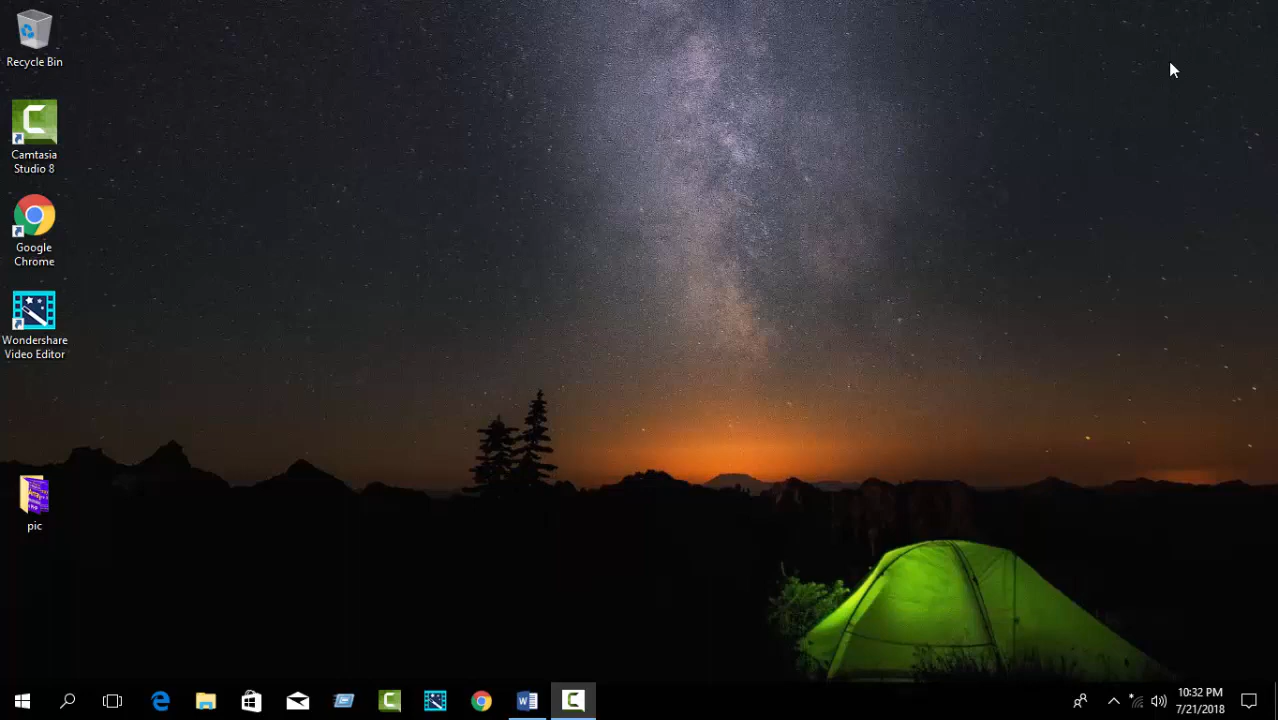 Recycle Bin
Camtasia
Studio 8
Google
Chrome
Wondershare
Video Editor
pic
10:32 PM
7/21/2018